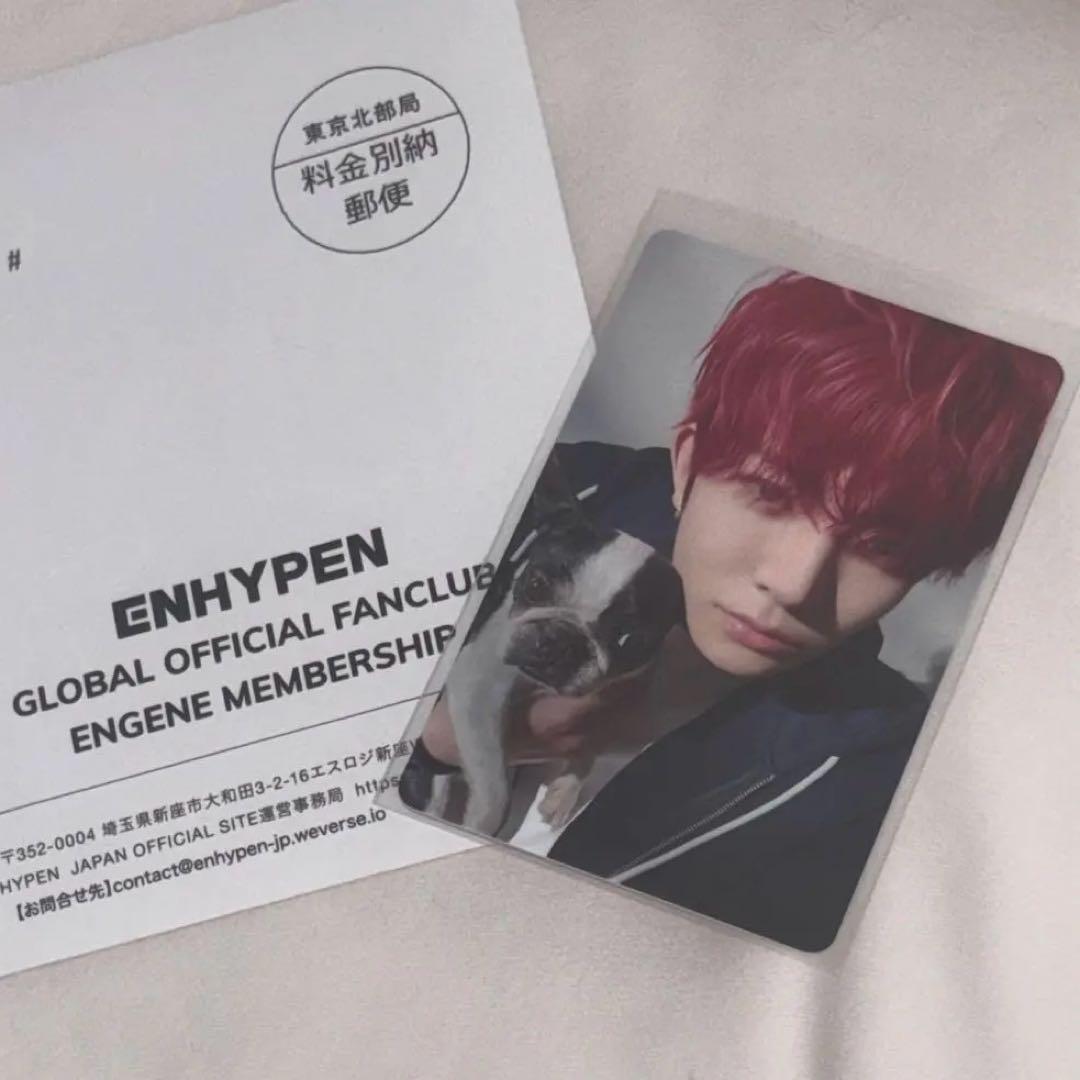 東京北部局
料金別納
郵便
#
ENHYPEN
GLOBAL OFFICIAL FANCLUB
ENGENE MEMBERSHIP
〒352-0004 埼玉県新座市大和田3-2-16エスロジ新座
HYPEN JAPAN OFFICIAL SITE運営事務局 https
【お問合せ先】contact@enhypen-jp.weverse.io